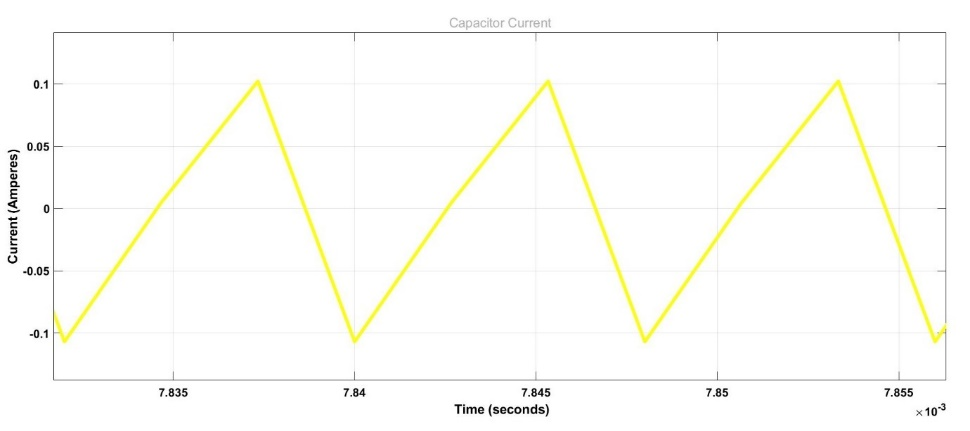 Capacitor Current
0.1
0.05
0
-0.05
-0.1
Current (Amperes)
7.835 7.84 7.845 7.85 7.855
Time (seconds)
×10-3